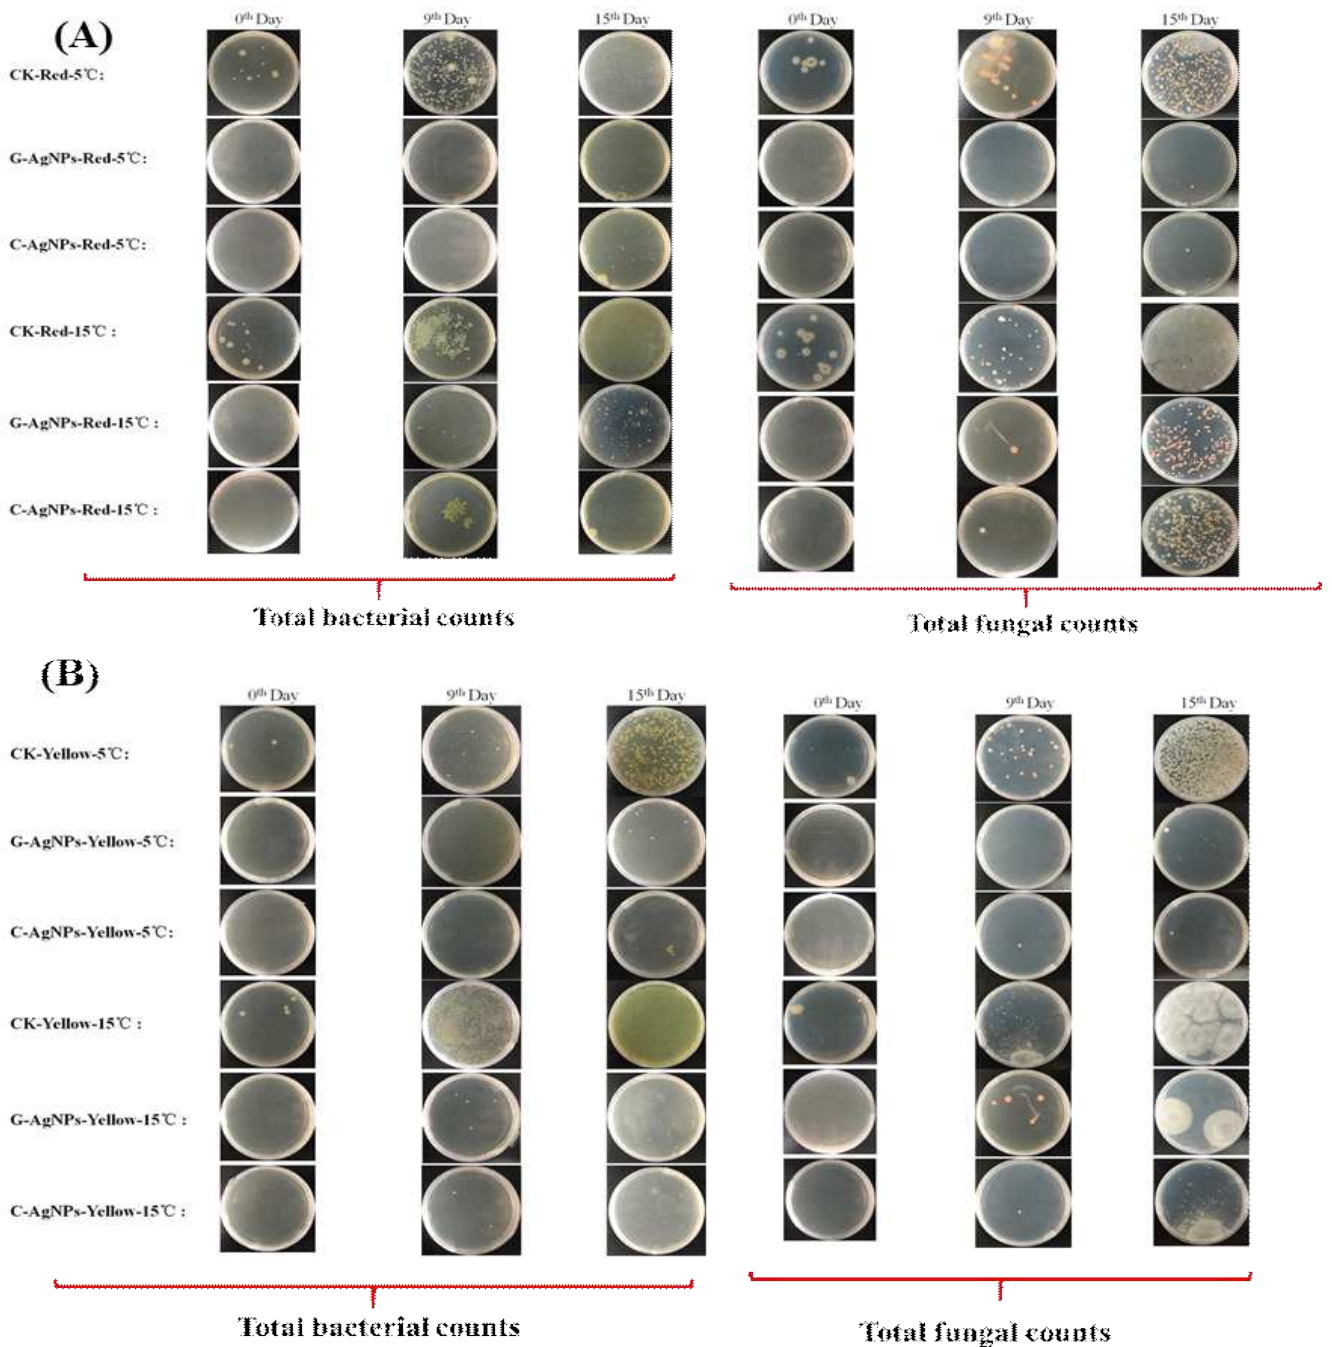 (A)
0th Day 9th Day 15th Day 0th Day 9th Day 15th Day
CK-Red-5℃:
G-AgNPs-Red-5℃:
C-AgNPs-Red-5℃:
CK-Red-15℃ :
G-AgNPs-Red-15℃ :
C-AgNPs-Red-15℃ :
Total bacterial counts Total fungal counts
(B)
0th Day 9th Day 15th Day 0th Day 9th Day 15th Day
CK-Yellow-5℃:
G-AgNPs-Yellow-5℃:
C-AgNPs-Yellow-5℃:
CK-Yellow-15℃ :
G-AgNPs-Yellow-15℃ :
C-AgNPs-Yellow-15℃ :
Total bacterial counts Total fungal counts